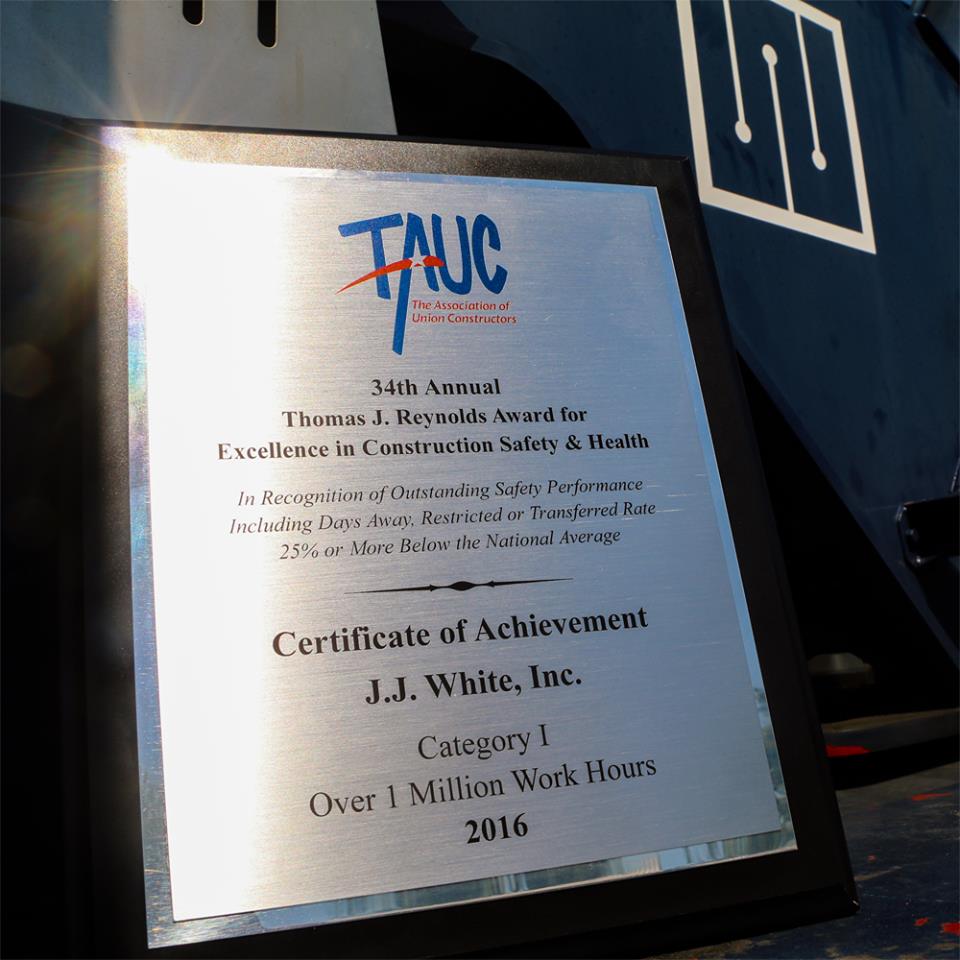 TAUC
The Association of
Union Constructors
34th Annual
Thomas J. Reynolds Award for
Excellence in Construction Safety & Health
In Recognition of Outstanding Safety Performance
Including Days Away, Restricted or Transferred Rate
25% or More Below the National Average
Certificate of Achievement
J.J. White, Inc.
Category I
Over 1 Million Work Hours
2016